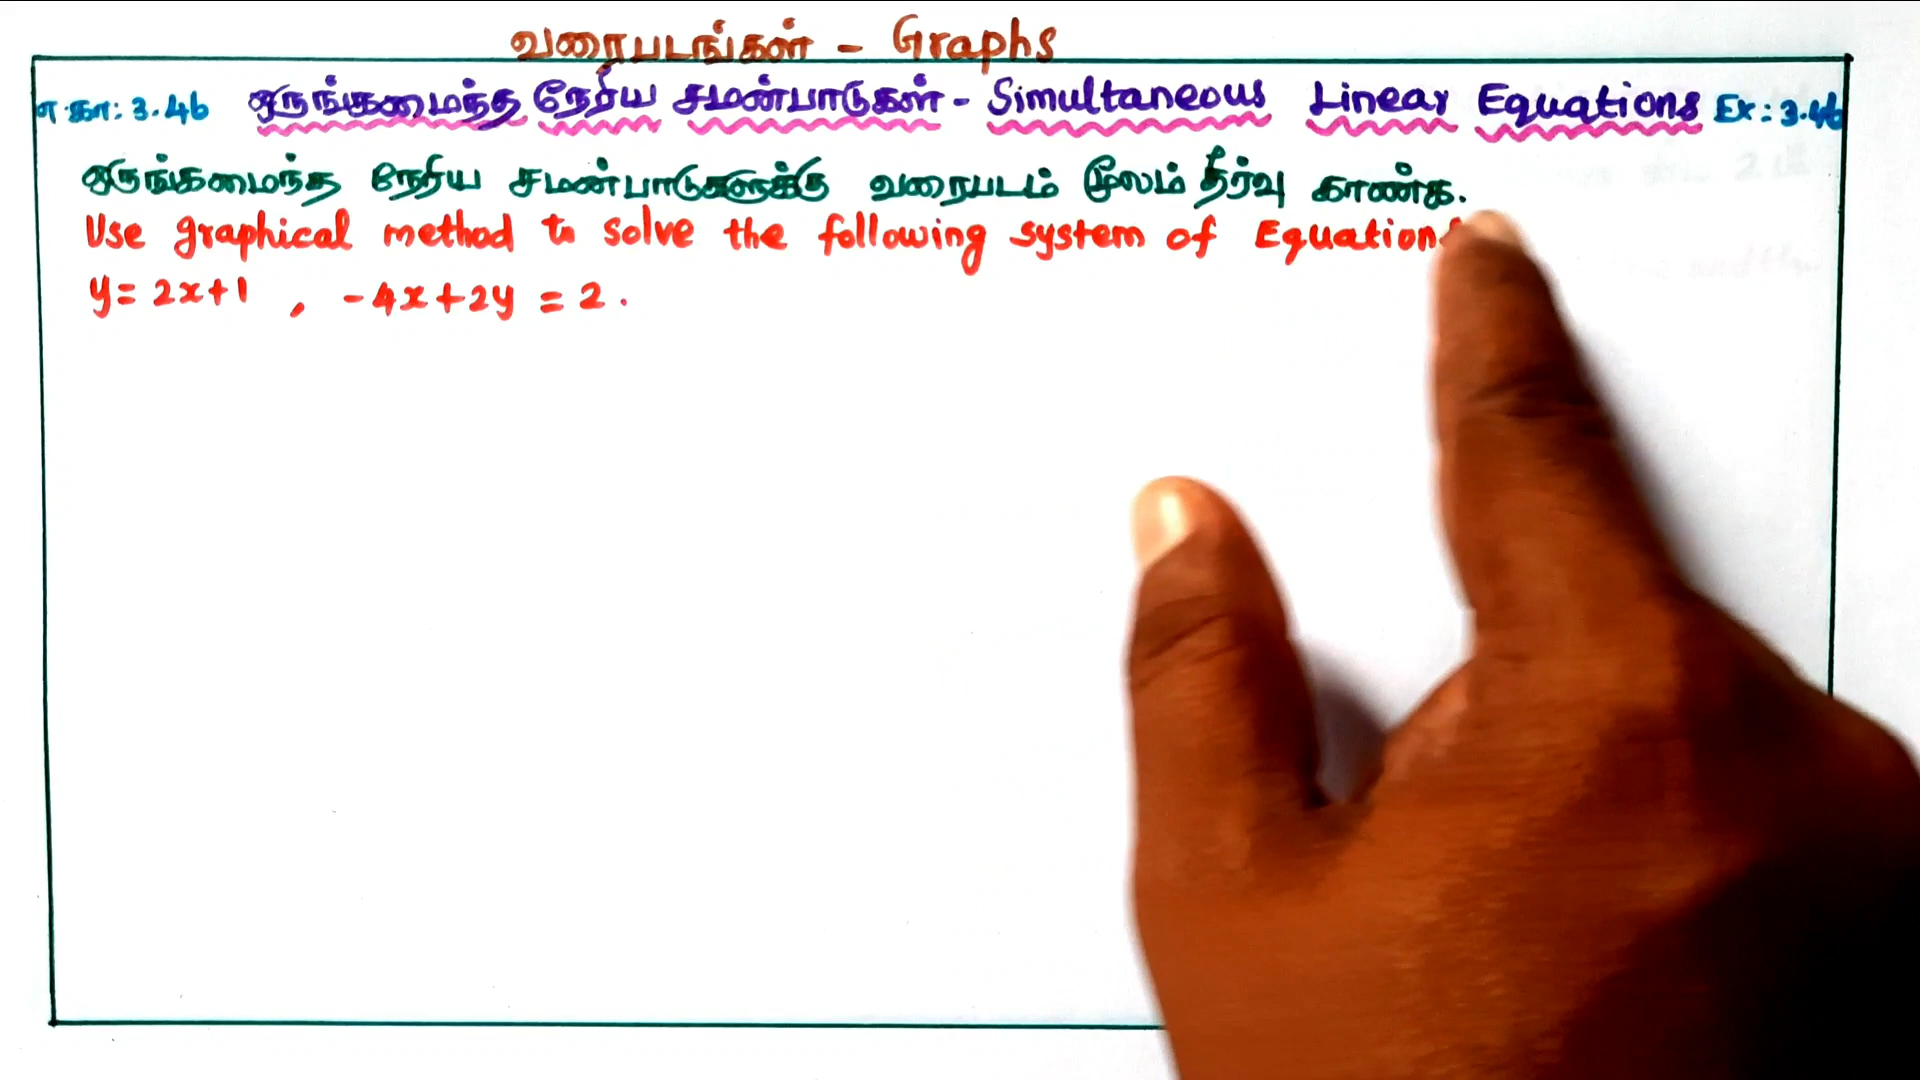 வரைபடங்கள் - Graphs
எ.கா: 3.46 ஒருங்கமைந்த நேரிய சமன்பாடுகள் - Simultaneous Linear Equations Ex: 3.46
ஒருங்கமைந்த நேரிய சமன்பாடுகளுக்கு வரைபடம் மூலம் தீர்வு காண்க.
Use graphical method to solve the following system of Equations
y = 2x+1 , -4x+2y = 2.